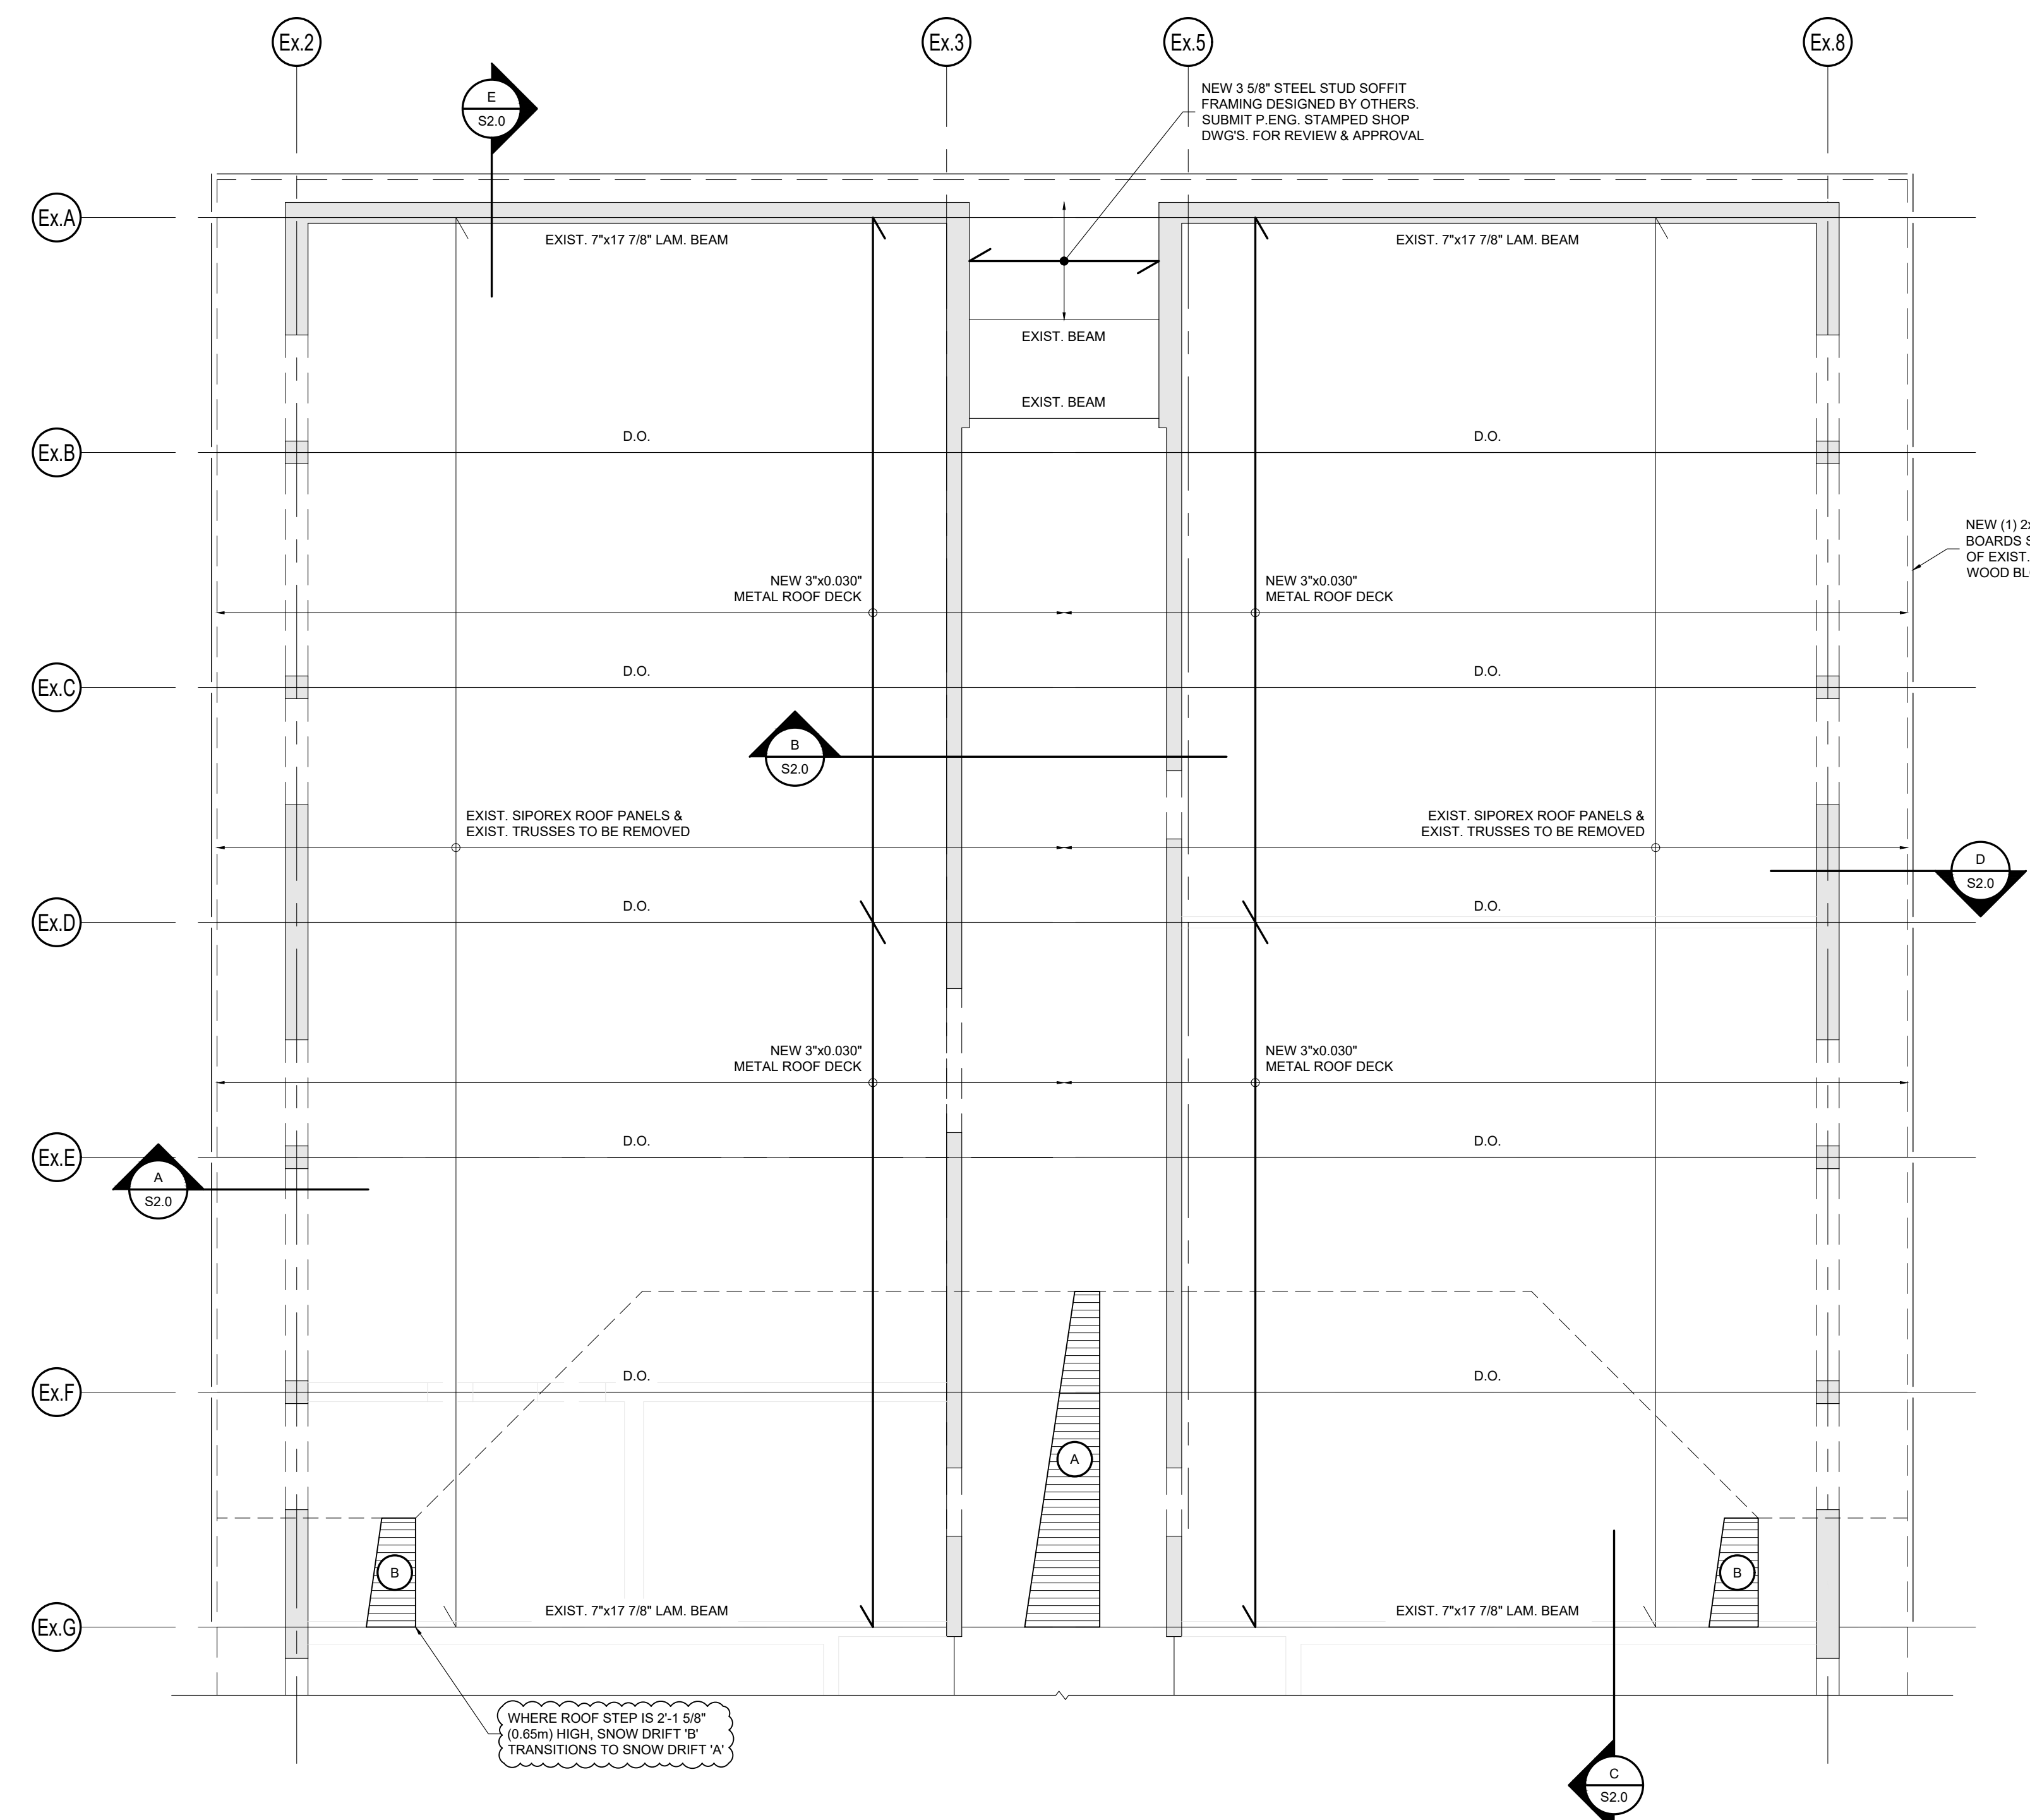 Ex.2
Ex.3
Ex.5
Ex.8
E
S2.0
NEW 3 5/8" STEEL STUD SOFFIT
FRAMING DESIGNED BY OTHERS.
SUBMIT P.ENG. STAMPED SHOP
DWG'S. FOR REVIEW & APPROVAL
Ex.A
EXIST. 7"x17 7/8" LAM. BEAM
EXIST. 7"x17 7/8" LAM. BEAM
EXIST. BEAM
EXIST. BEAM
Ex.B
D.O.
D.O.
NEW (1)
BOARDS
OF EXIST.
WOOD
NEW 3"x0.030"
METAL ROOF DECK
NEW 3"x0.030"
METAL ROOF DECK
Ex.C
D.O.
D.O.
B
S2.0
EXIST. SIPOREX ROOF PANELS &
EXIST. TRUSSES TO BE REMOVED
EXIST. SIPOREX ROOF PANELS &
EXIST. TRUSSES TO BE REMOVED
D
S2.0
Ex.D
D.O.
D.O.
NEW 3"x0.030"
METAL ROOF DECK
NEW 3"x0.030"
METAL ROOF DECK
Ex.E
D.O.
D.O.
A
S2.0
Ex.F
D.O.
D.O.
A
B
B
Ex.G
EXIST. 7"x17 7/8" LAM. BEAM
EXIST. 7"x17 7/8" LAM. BEAM
WHERE ROOF STEP IS 2'-1 5/8"
(0.65m) HIGH, SNOW DRIFT 'B'
TRANSITIONS TO SNOW DRIFT 'A'
C
S2.0